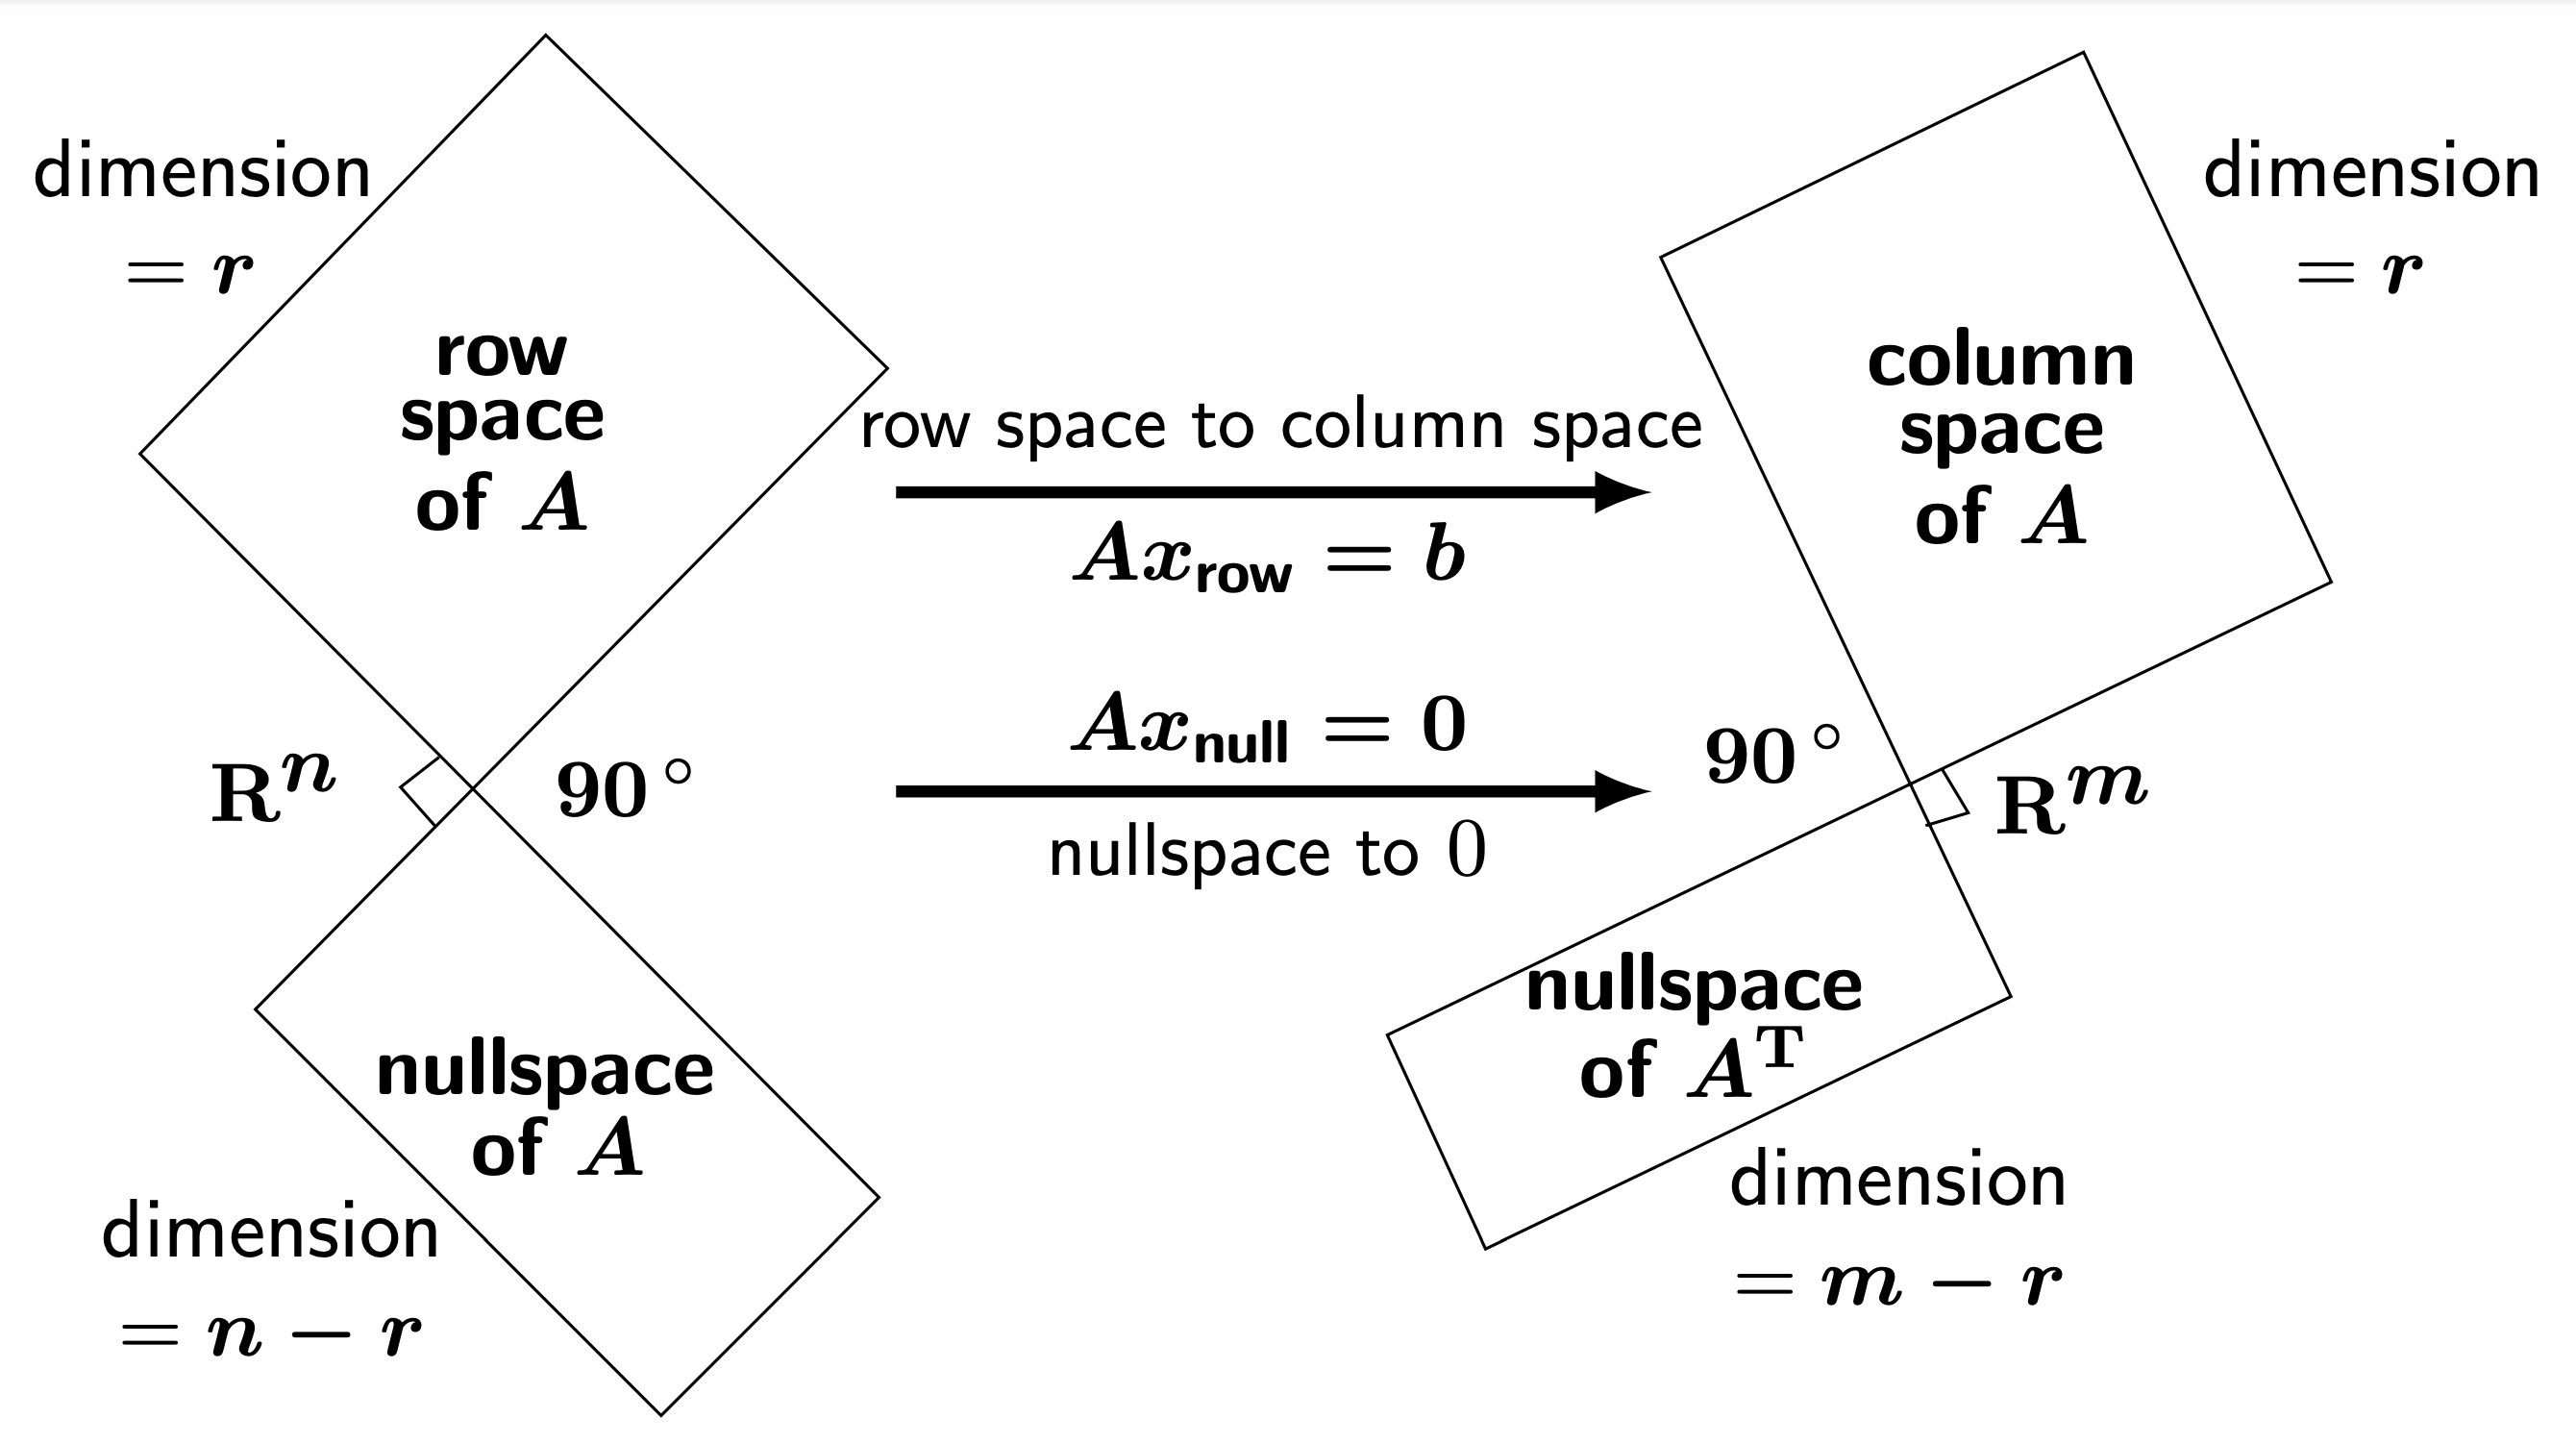 dimension
= r
row
space
of A
R^n
90°
nullspace
of A
dimension
= n − r
row space to column space
Ax_row = b
Ax_null = 0
nullspace to 0
dimension
= r
column
space
of A
90°
R^m
nullspace
of A^T
dimension
= m − r